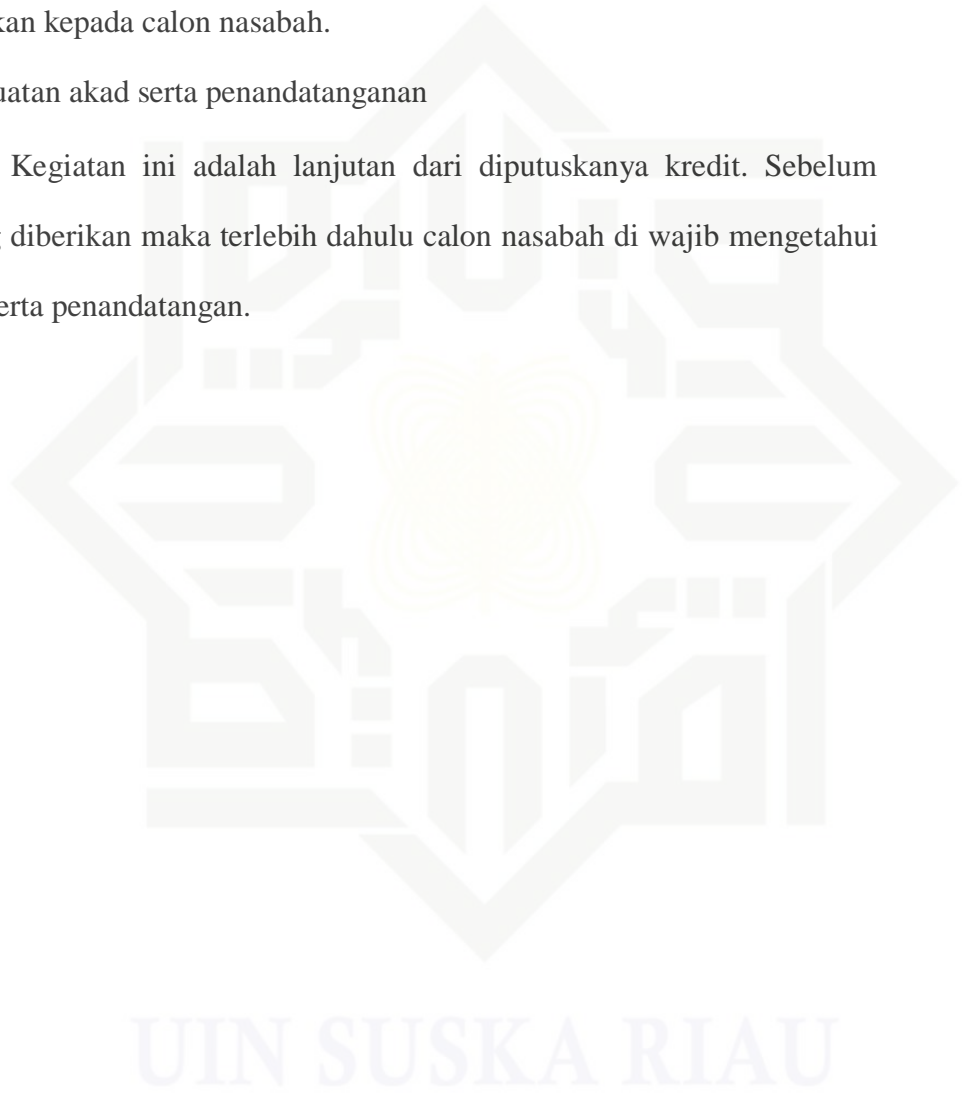 kan kepada calon nasabah.
uatan akad serta penandatanganan
Kegiatan ini adalah lanjutan dari diputuskanya kredit. Sebelum
diberikan maka terlebih dahulu calon nasabah di wajib mengetahui
erta penandatangan.
UIN SUSKA RIAU